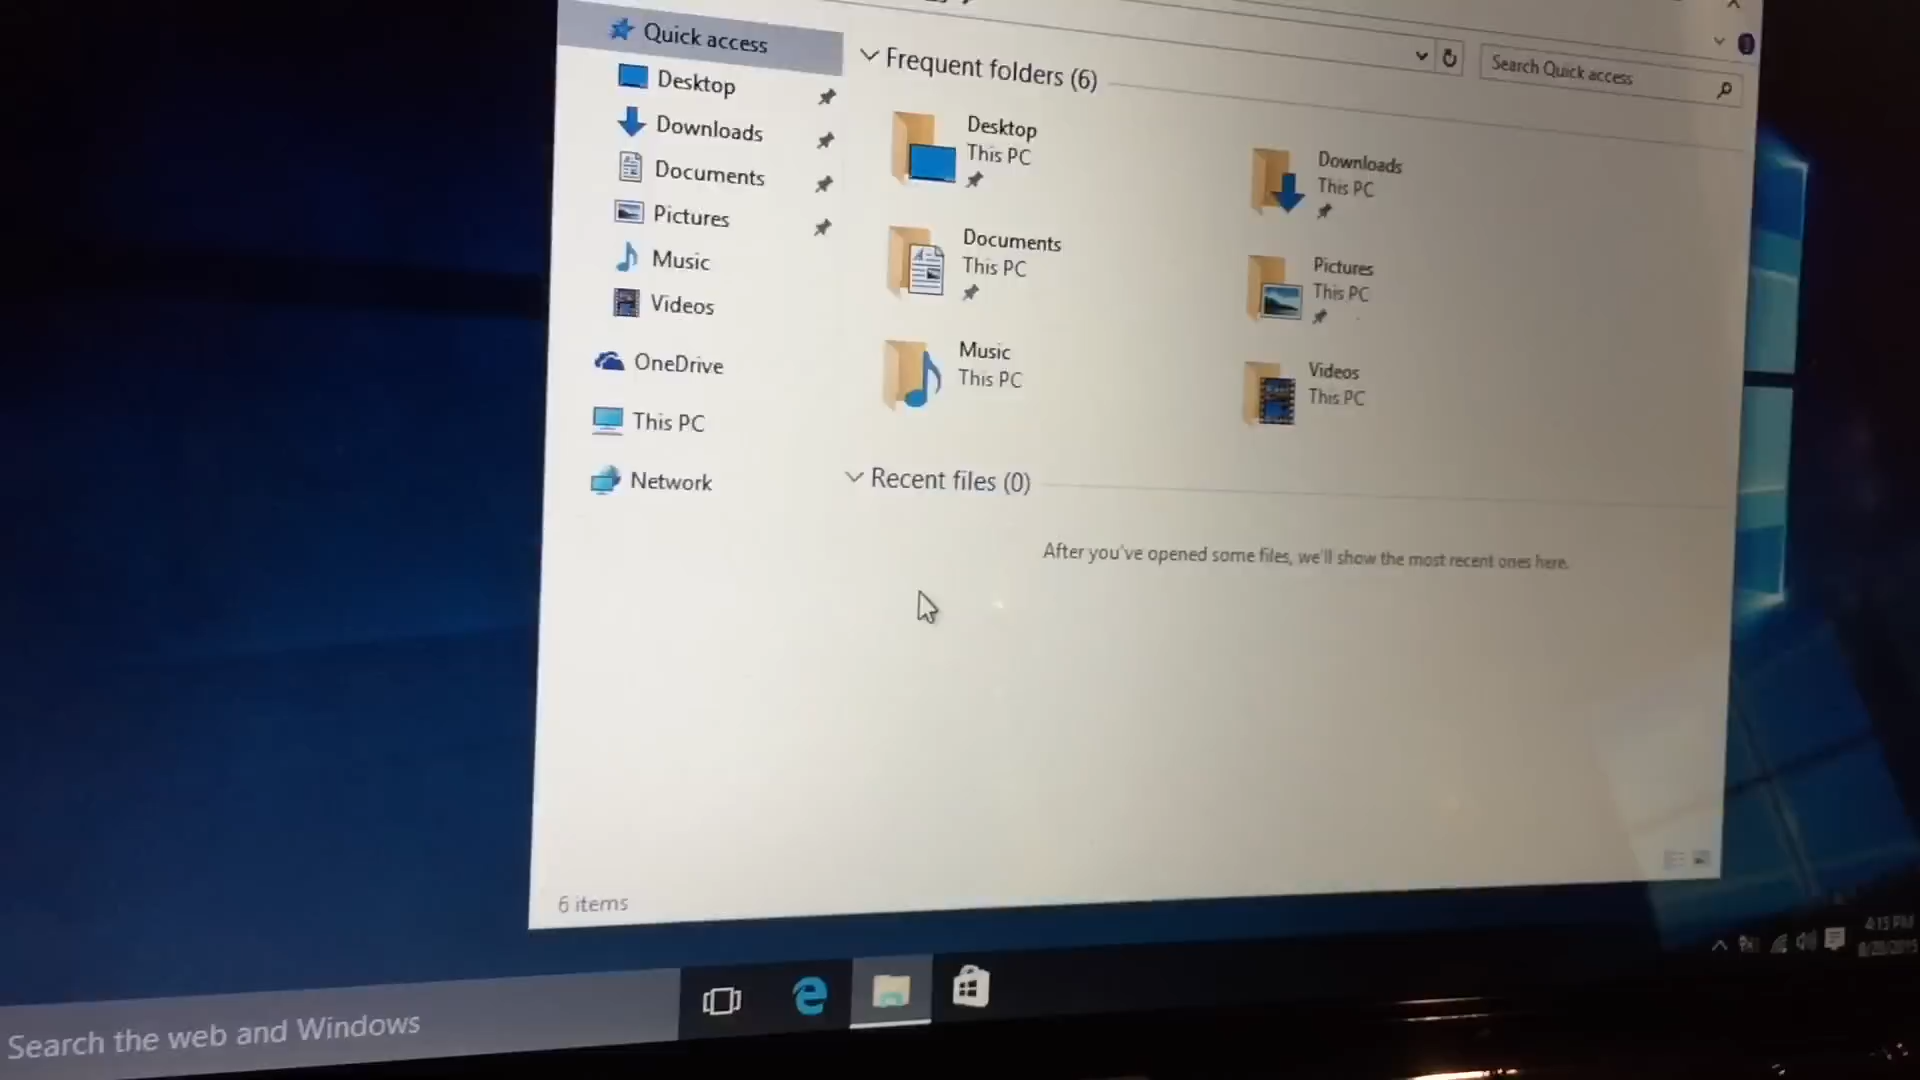 Quick access
Desktop
Downloads
Documents
Pictures
Music
Videos
OneDrive
This PC
Network
6 items
Search Quick access
Frequent folders (6)
Desktop
This PC
Downloads
This PC
Documents
This PC
Pictures
This PC
Music
This PC
Videos
This PC
Recent files (0)
After you've opened some files, we'll show the most recent ones here.
Search the web and Windows
4:15 PM